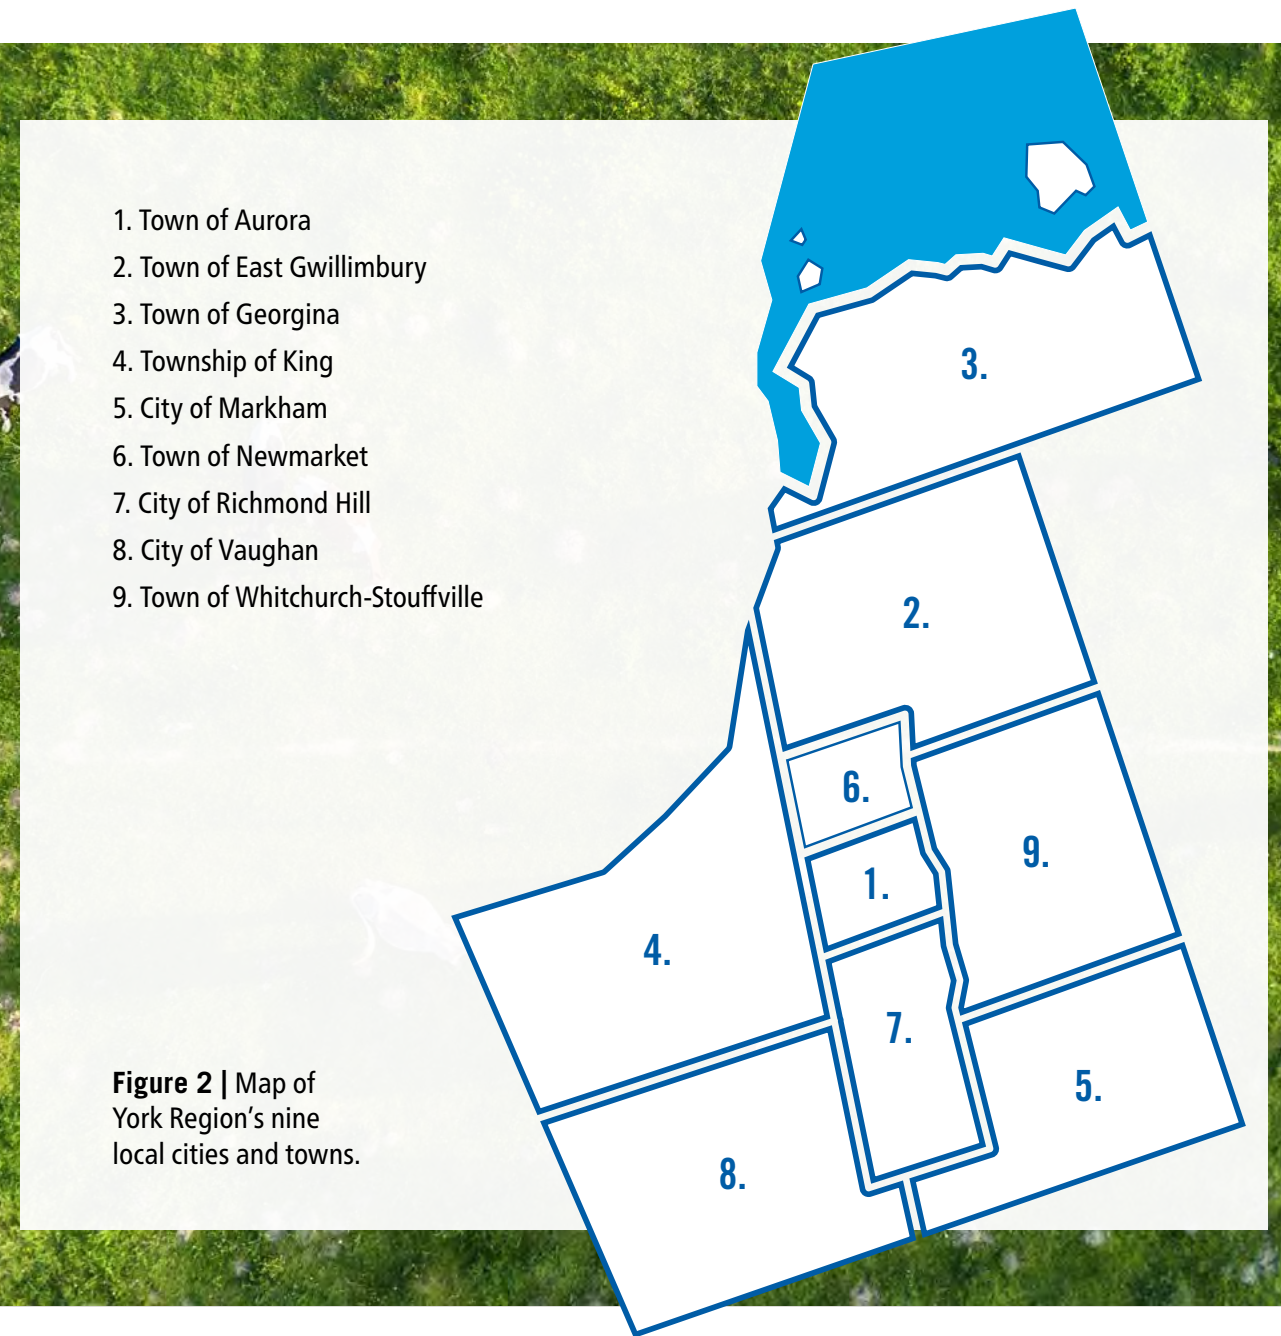 1. Town of Aurora
2. Town of East Gwillimbury
3. Town of Georgina
4. Township of King
5. City of Markham
6. Town of Newmarket
7. City of Richmond Hill
8. City of Vaughan
9. Town of Whitchurch-Stouffville
3.
2.
6.
9.
1.
4.
7.
5.
8.
Figure 2 | Map of
York Region's nine
local cities and towns.